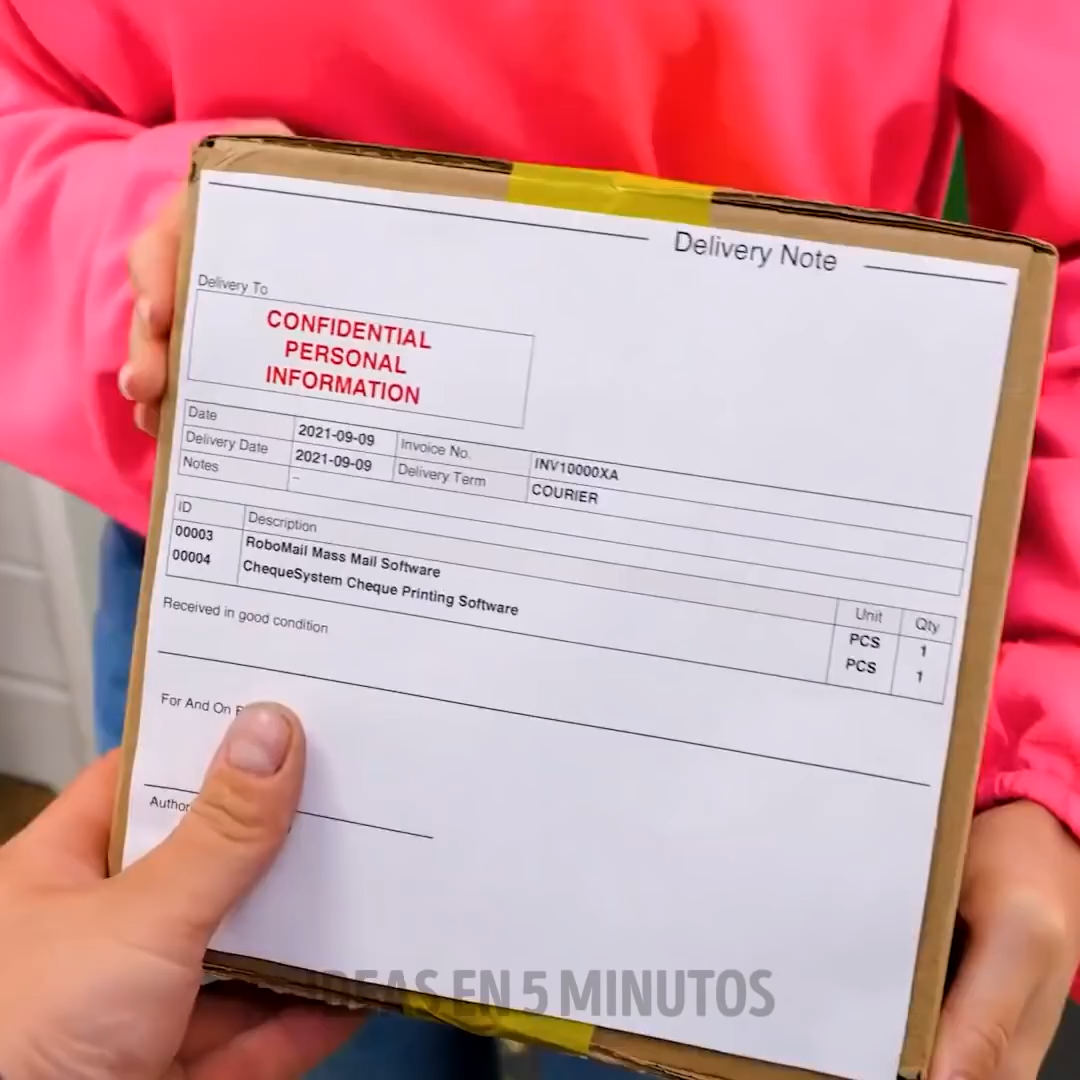 Delivery Note
Delivery To
CONFIDENTIAL
PERSONAL
INFORMATION
Date 2021-09-09 Invoice No. INV10000XA
Delivery Date 2021-09-09 Delivery Term COURIER
Notes –
ID Description Unit Qty
00003 RoboMail Mass Mail Software PCS 1
00004 ChequeSystem Cheque Printing Software PCS 1
Received in good condition
For And On
IDEAS EN 5 MINUTOS